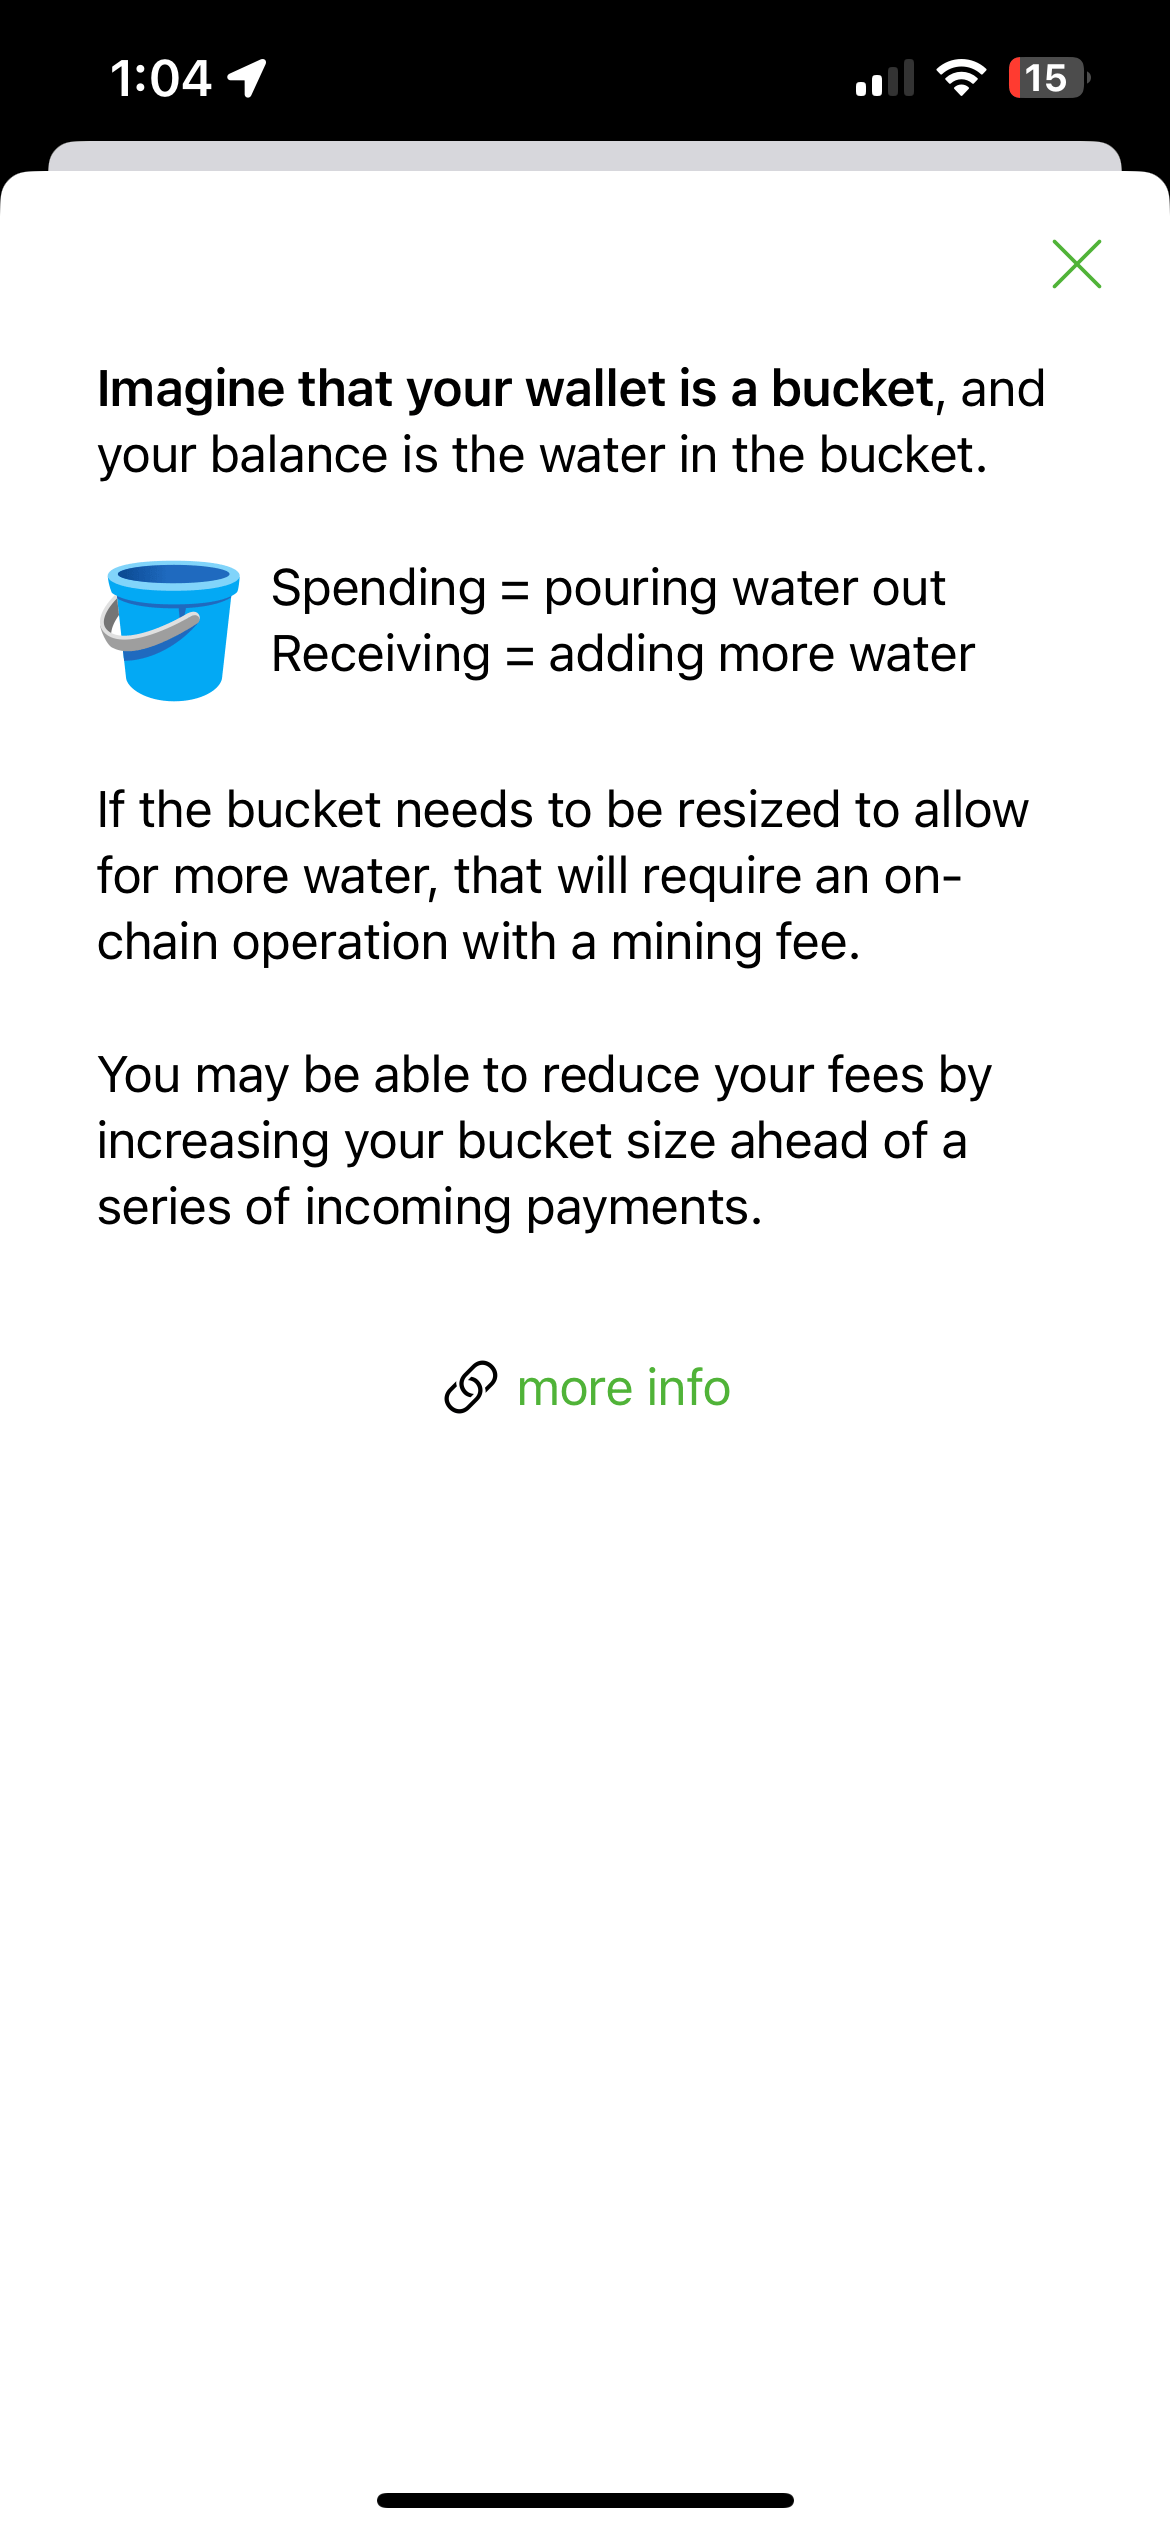 1:04
15
Imagine that your wallet is a bucket, and
your balance is the water in the bucket.
Spending = pouring water out
Receiving = adding more water
If the bucket needs to be resized to allow
for more water, that will require an on-
chain operation with a mining fee.
You may be able to reduce your fees by
increasing your bucket size ahead of a
series of incoming payments.
more info